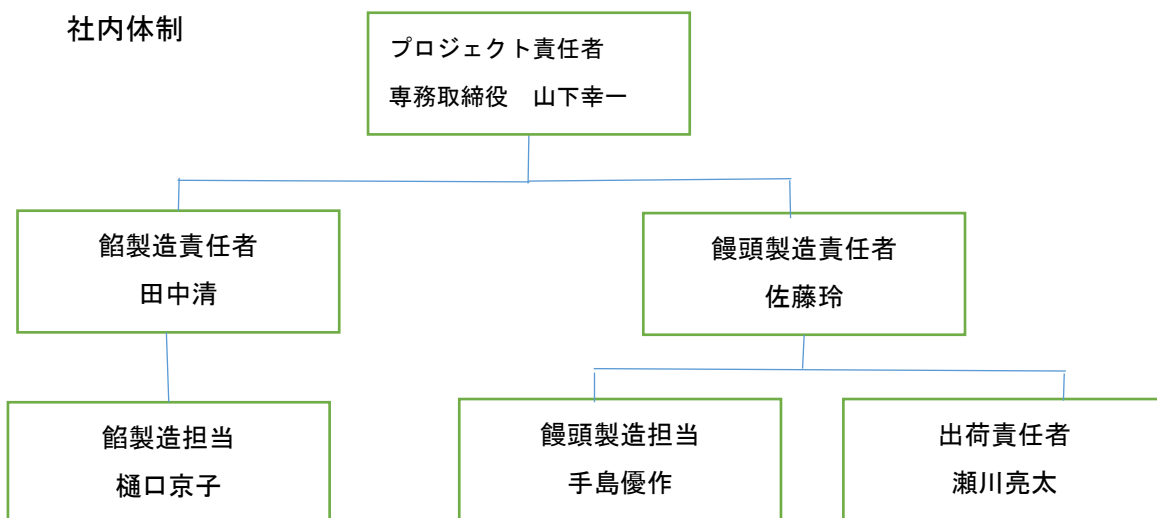 社内体制
プロジェクト責任者
専務取締役　山下幸一
餡製造責任者
田中清
饅頭製造責任者
佐藤玲
餡製造担当
樋口京子
饅頭製造担当
手島優作
出荷責任者
瀬川亮太